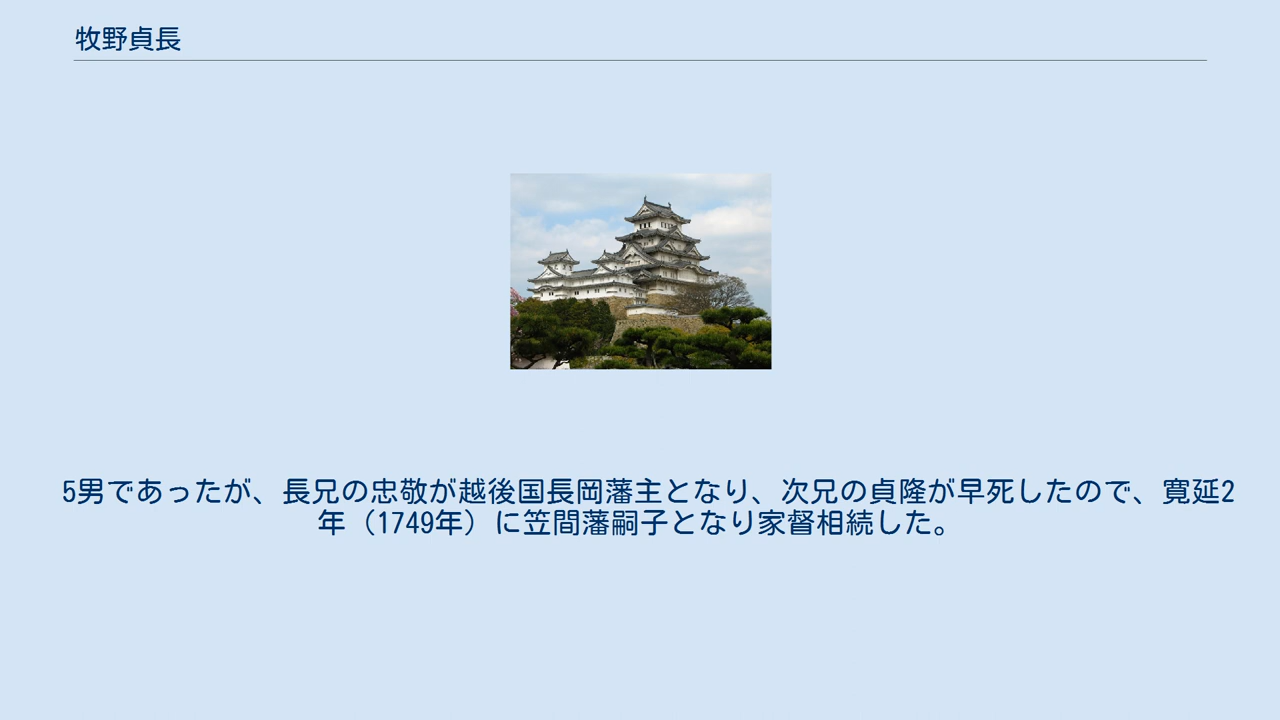 牧野貞長
5男であったが、長兄の忠敬が越後国長岡藩主となり、次兄の貞隆が早死したので、寛延2
年（1749年）に笠間藩嗣子となり家督相続した。